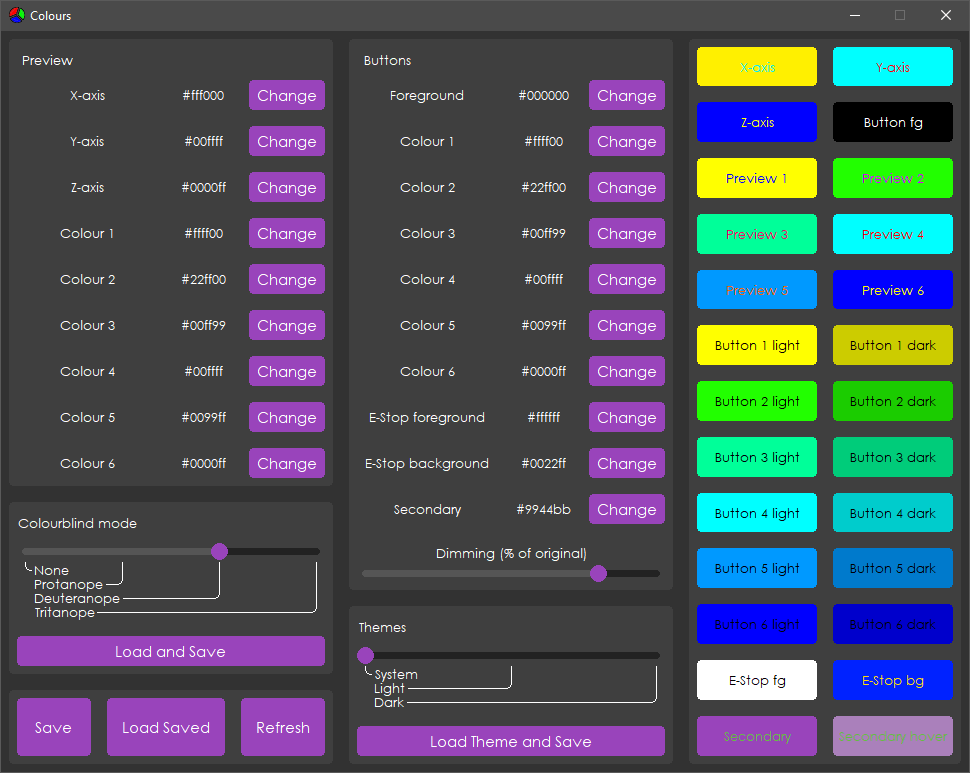 Colours
Preview
X-axis #fff000 Change
Y-axis #00ffff Change
Z-axis #0000ff Change
Colour 1 #ffff00 Change
Colour 2 #22ff00 Change
Colour 3 #00ff99 Change
Colour 4 #00ffff Change
Colour 5 #0099ff Change
Colour 6 #0000ff Change
Colourblind mode
None
Protanope
Deuteranope
Tritanope
Load and Save
Save Load Saved Refresh
Buttons
Foreground #000000 Change
Colour 1 #ffff00 Change
Colour 2 #22ff00 Change
Colour 3 #00ff99 Change
Colour 4 #00ffff Change
Colour 5 #0099ff Change
Colour 6 #0000ff Change
E-Stop foreground #ffffff Change
E-Stop background #0022ff Change
Secondary #9944bb Change
Dimming (% of original)
Themes
System
Light
Dark
Load Theme and Save
X-axis Y-axis
Z-axis Button fg
Preview 1 Preview 2
Preview 3 Preview 4
Preview 5 Preview 6
Button 1 light Button 1 dark
Button 2 light Button 2 dark
Button 3 light Button 3 dark
Button 4 light Button 4 dark
Button 5 light Button 5 dark
Button 6 light Button 6 dark
E-Stop fg E-Stop bg
Secondary Secondary hover